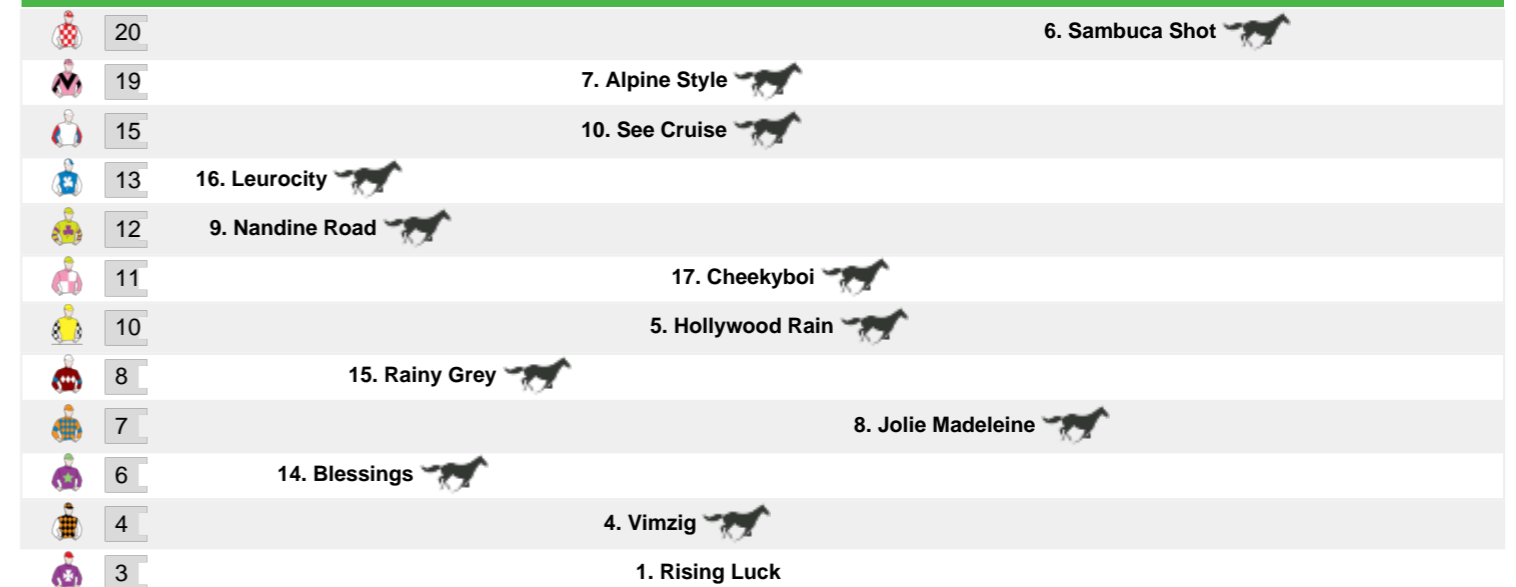 20 6. Sambuca Shot
19 7. Alpine Style
15 10. See Cruise
13 16. Leurocity
12 9. Nandine Road
11 17. Cheekyboi
10 5. Hollywood Rain
8 15. Rainy Grey
7 8. Jolie Madeleine
6 14. Blessings
4 4. Vimzig
3 1. Rising Luck